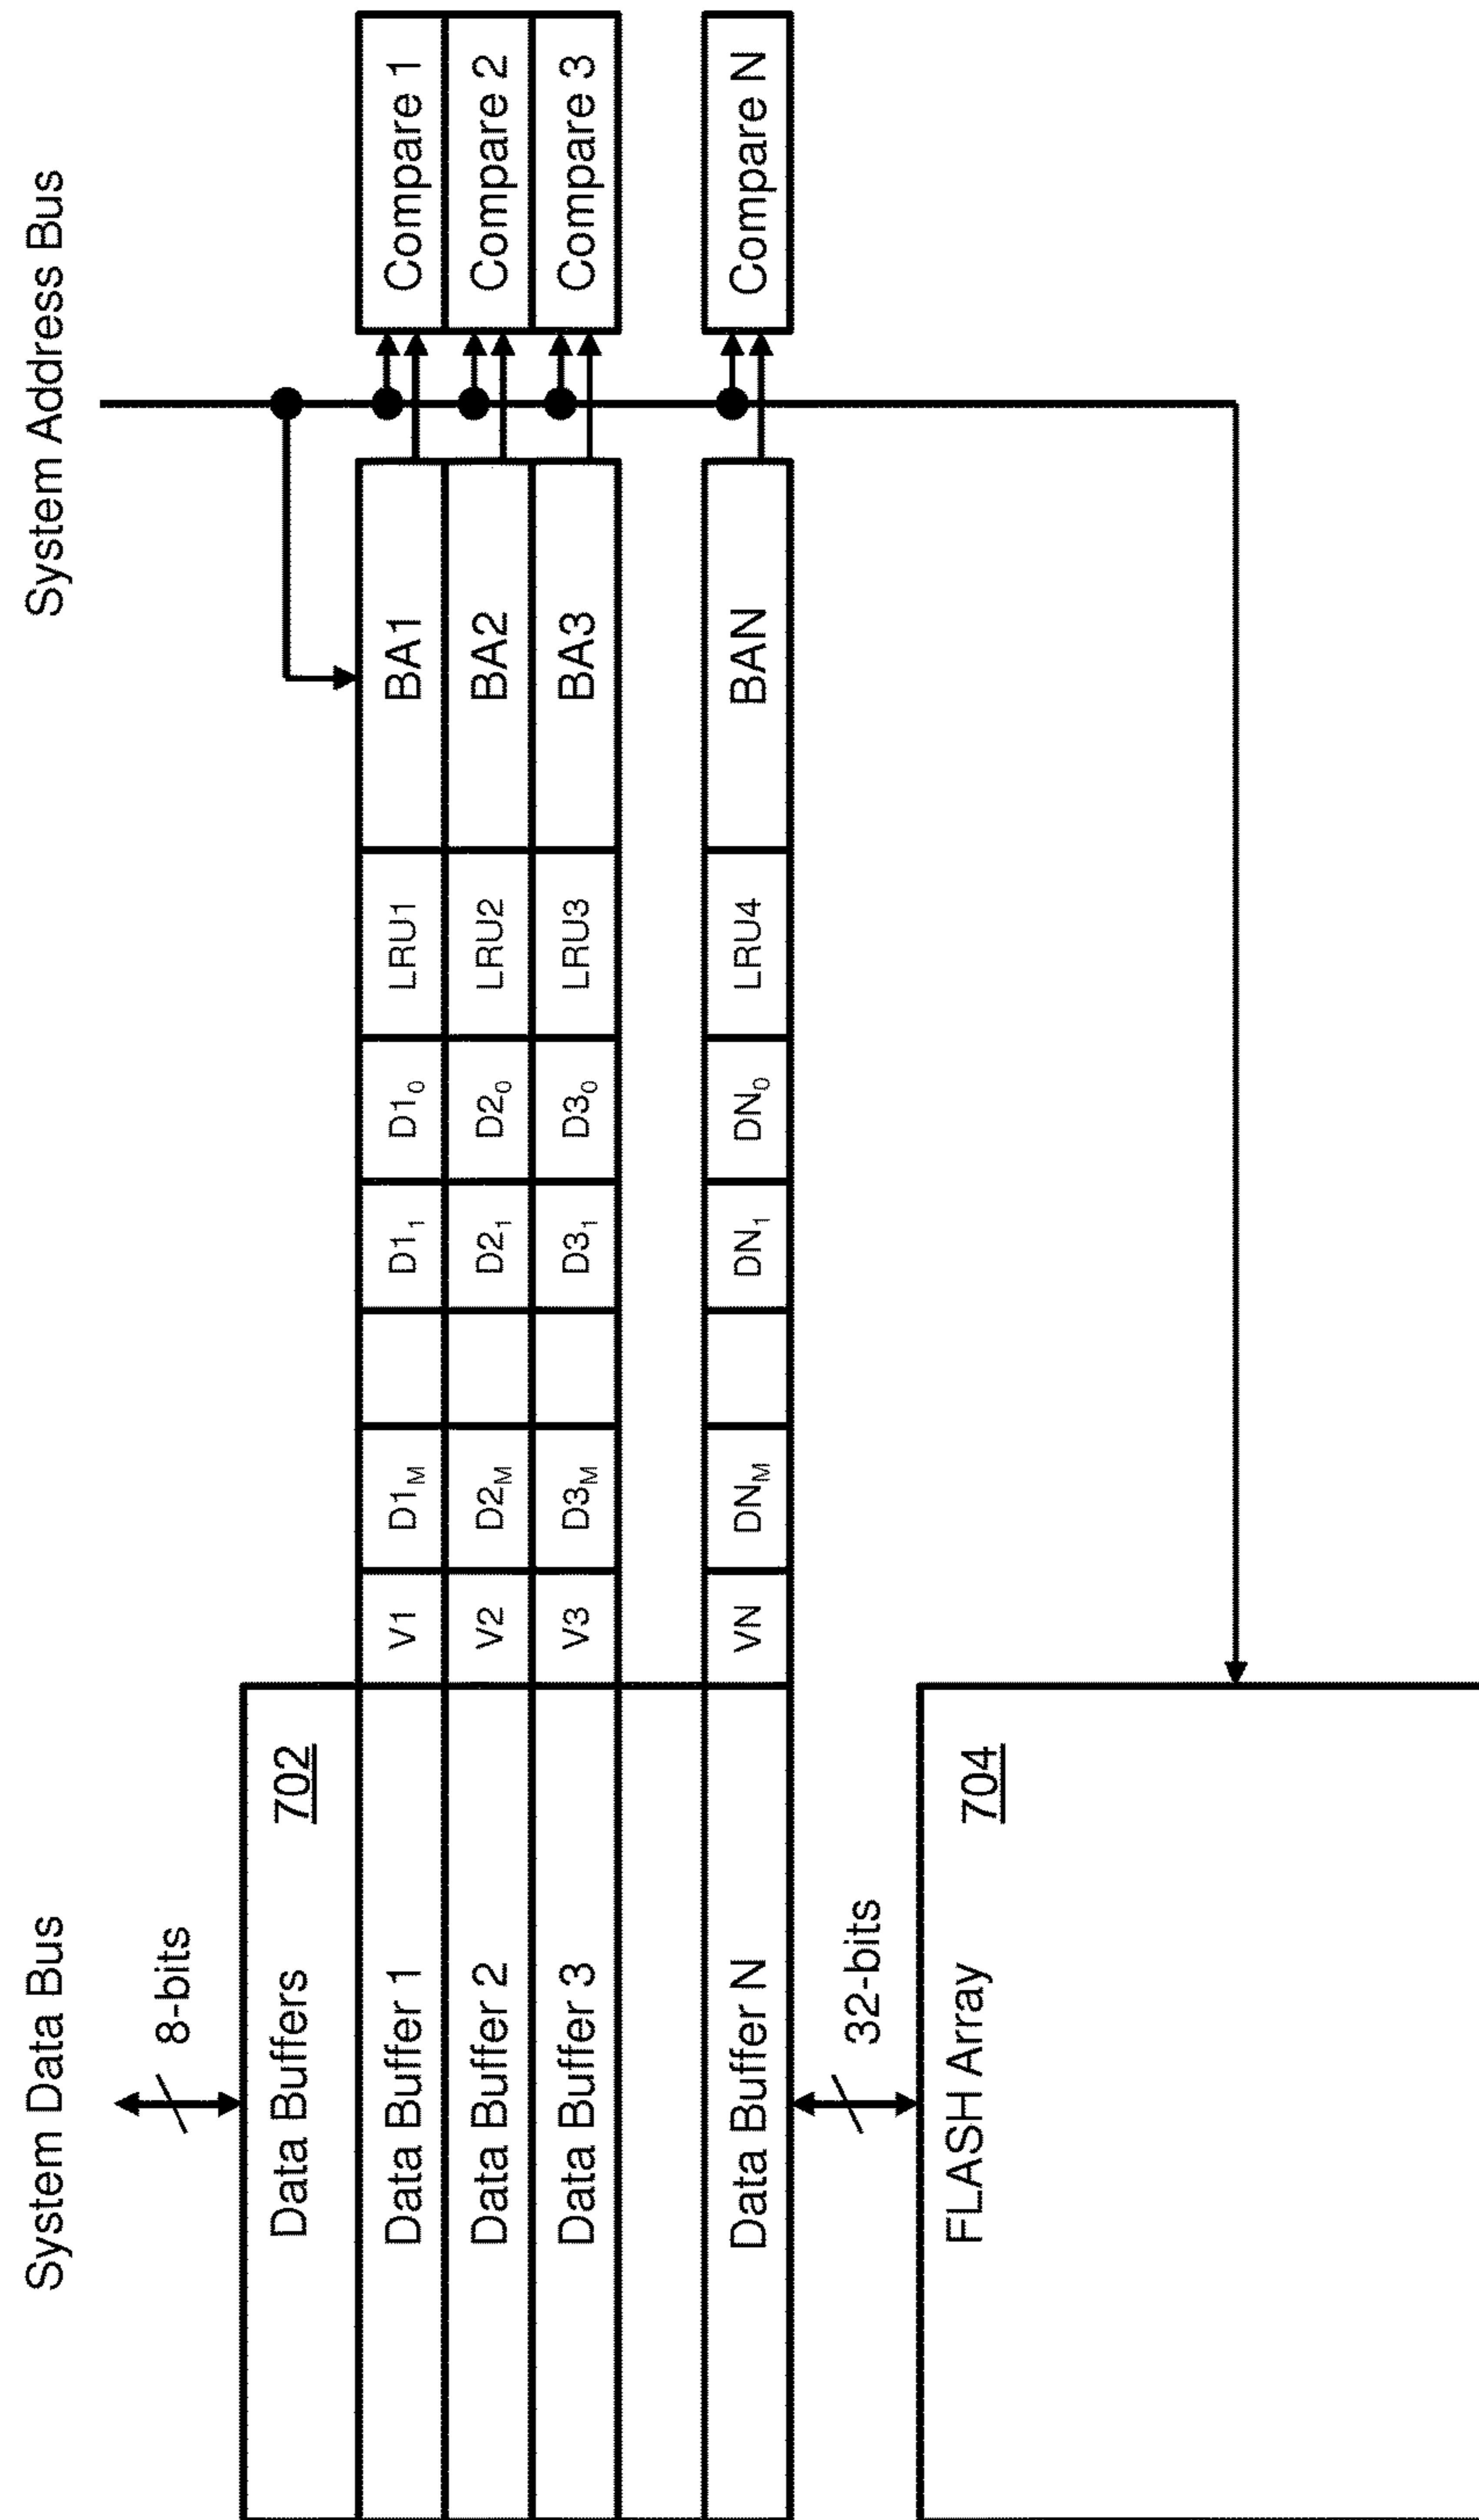 System Data Bus
System Address Bus
8-bits
702
Data Buffers
Data Buffer 1 V1 D1M D11 D10 LRU1 BA1 Compare 1
Data Buffer 2 V2 D2M D21 D20 LRU2 BA2 Compare 2
Data Buffer 3 V3 D3M D31 D30 LRU3 BA3 Compare 3
Data Buffer N VN DNM DN1 DN0 LRU4 BAN Compare N
32-bits
704
FLASH Array